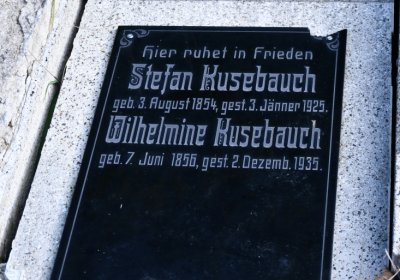 Hier ruhet in Frieden
Stefan Kusebauch
geb. 3. August 1854, gest. 3. Jänner 1925.
Wilhelmine Kusebauch
geb. 7. Juni 1856, gest. 2. Dezemb. 1935.